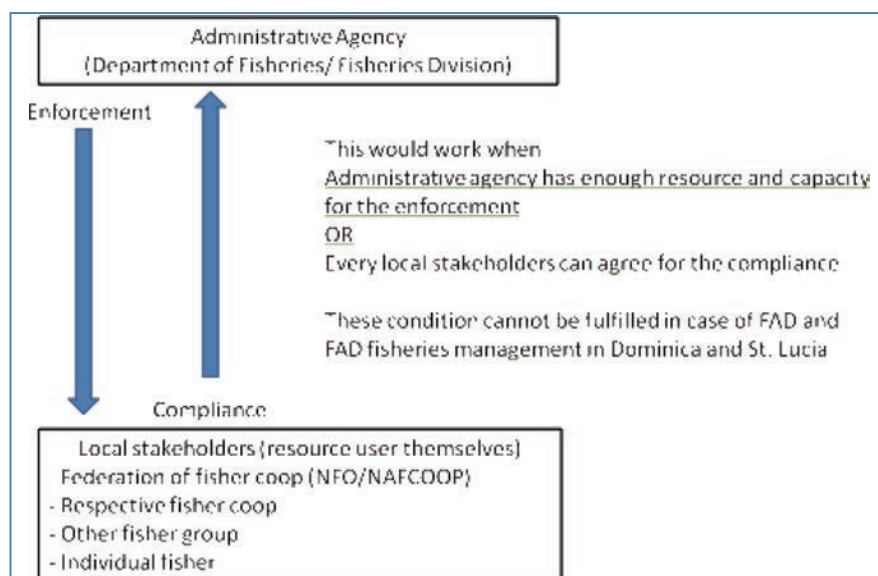 Administrative Agency
(Department of Fisheries/ Fisheries Division)
Enforcement
This would work when
Administrative agency has enough resource and capacity
for the enforcement
OR
Every local stakeholders can agree for the compliance
These condition cannot be fulfilled in case of FAD and
FAD fisheries management in Dominica and St. Lucia
Compliance
Local stakeholders (resource user themselves)
Federation of fisher coop (NFO/NAFCOOP)
- Respective fisher coop
- Other fisher group
- Individual fisher